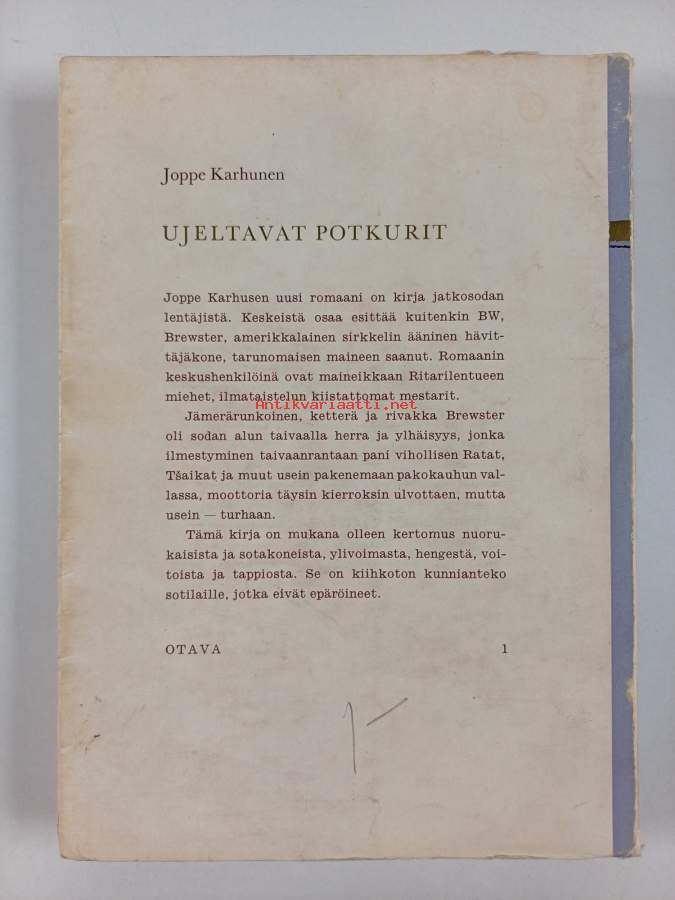 Joppe Karhunen
UJELTAVAT POTKURIT
Joppe Karhusen uusi romaani on kirja jatkosodan
lentäjistä. Keskeistä osaa esittää kuitenkin BW,
Brewster, amerikkalainen sirkkelin ääninen hävit-
täjäkone, tarunomaisen maineen saanut. Romaanin
keskushenkilöinä ovat maineikkaan Ritarilentueen
miehet, ilmataistelun kiistattomat mestarit.
Antikvariaatti.net
Jämerärunkoinen, ketterä ja rivakka Brewster
oli sodan alun taivaalla herra ja ylhäisyys, jonka
ilmestyminen taivaanrantaan pani vihollisen Ratat,
Tšaikat ja muut usein pakenemaan pakokauhun val-
lassa, moottoria täysin kierroksin ulvottaen, mutta
usein — turhaan.
Tämä kirja on mukana olleen kertomus nuoru-
kaisista ja sotakoneista, ylivoimasta, hengestä, voi-
toista ja tappiosta. Se on kiihkoton kunnianteko
sotilaille, jotka eivät epäröineet.
OTAVA 1